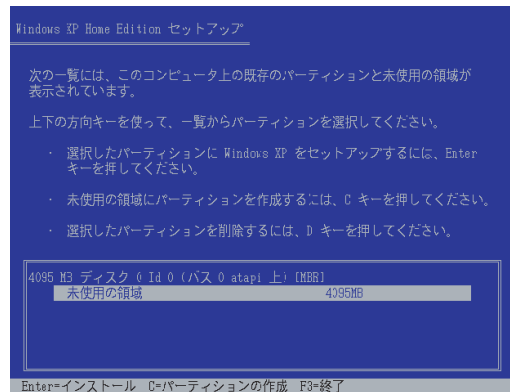 Windows XP Home Edition セットアップ
次の一覧には、このコンピュータ上の既存のパーティションと未使用の領域が
表示されています。
上下の方向キーを使って、一覧からパーティションを選択してください。
・ 選択したパーティションに Windows XP をセットアップするには、Enter
キーを押してください。
・ 未使用の領域にパーティションを作成するには、C キーを押してください。
・ 選択したパーティションを削除するには、D キーを押してください。
4095 MB ディスク 0 Id 0 (バス 0 atapi 上) [MBR]
未使用の領域 4095MB
Enter=インストール C=パーティションの作成 F3=終了